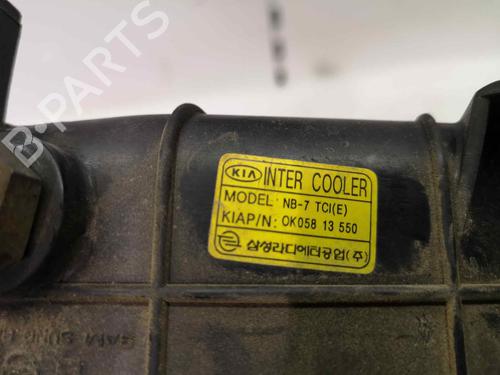 B-PARTS
KIA INTER COOLER
MODEL: NB-7 TCI(E)
KIAP/N: OK058 13 550
삼성라디에터공업(주)